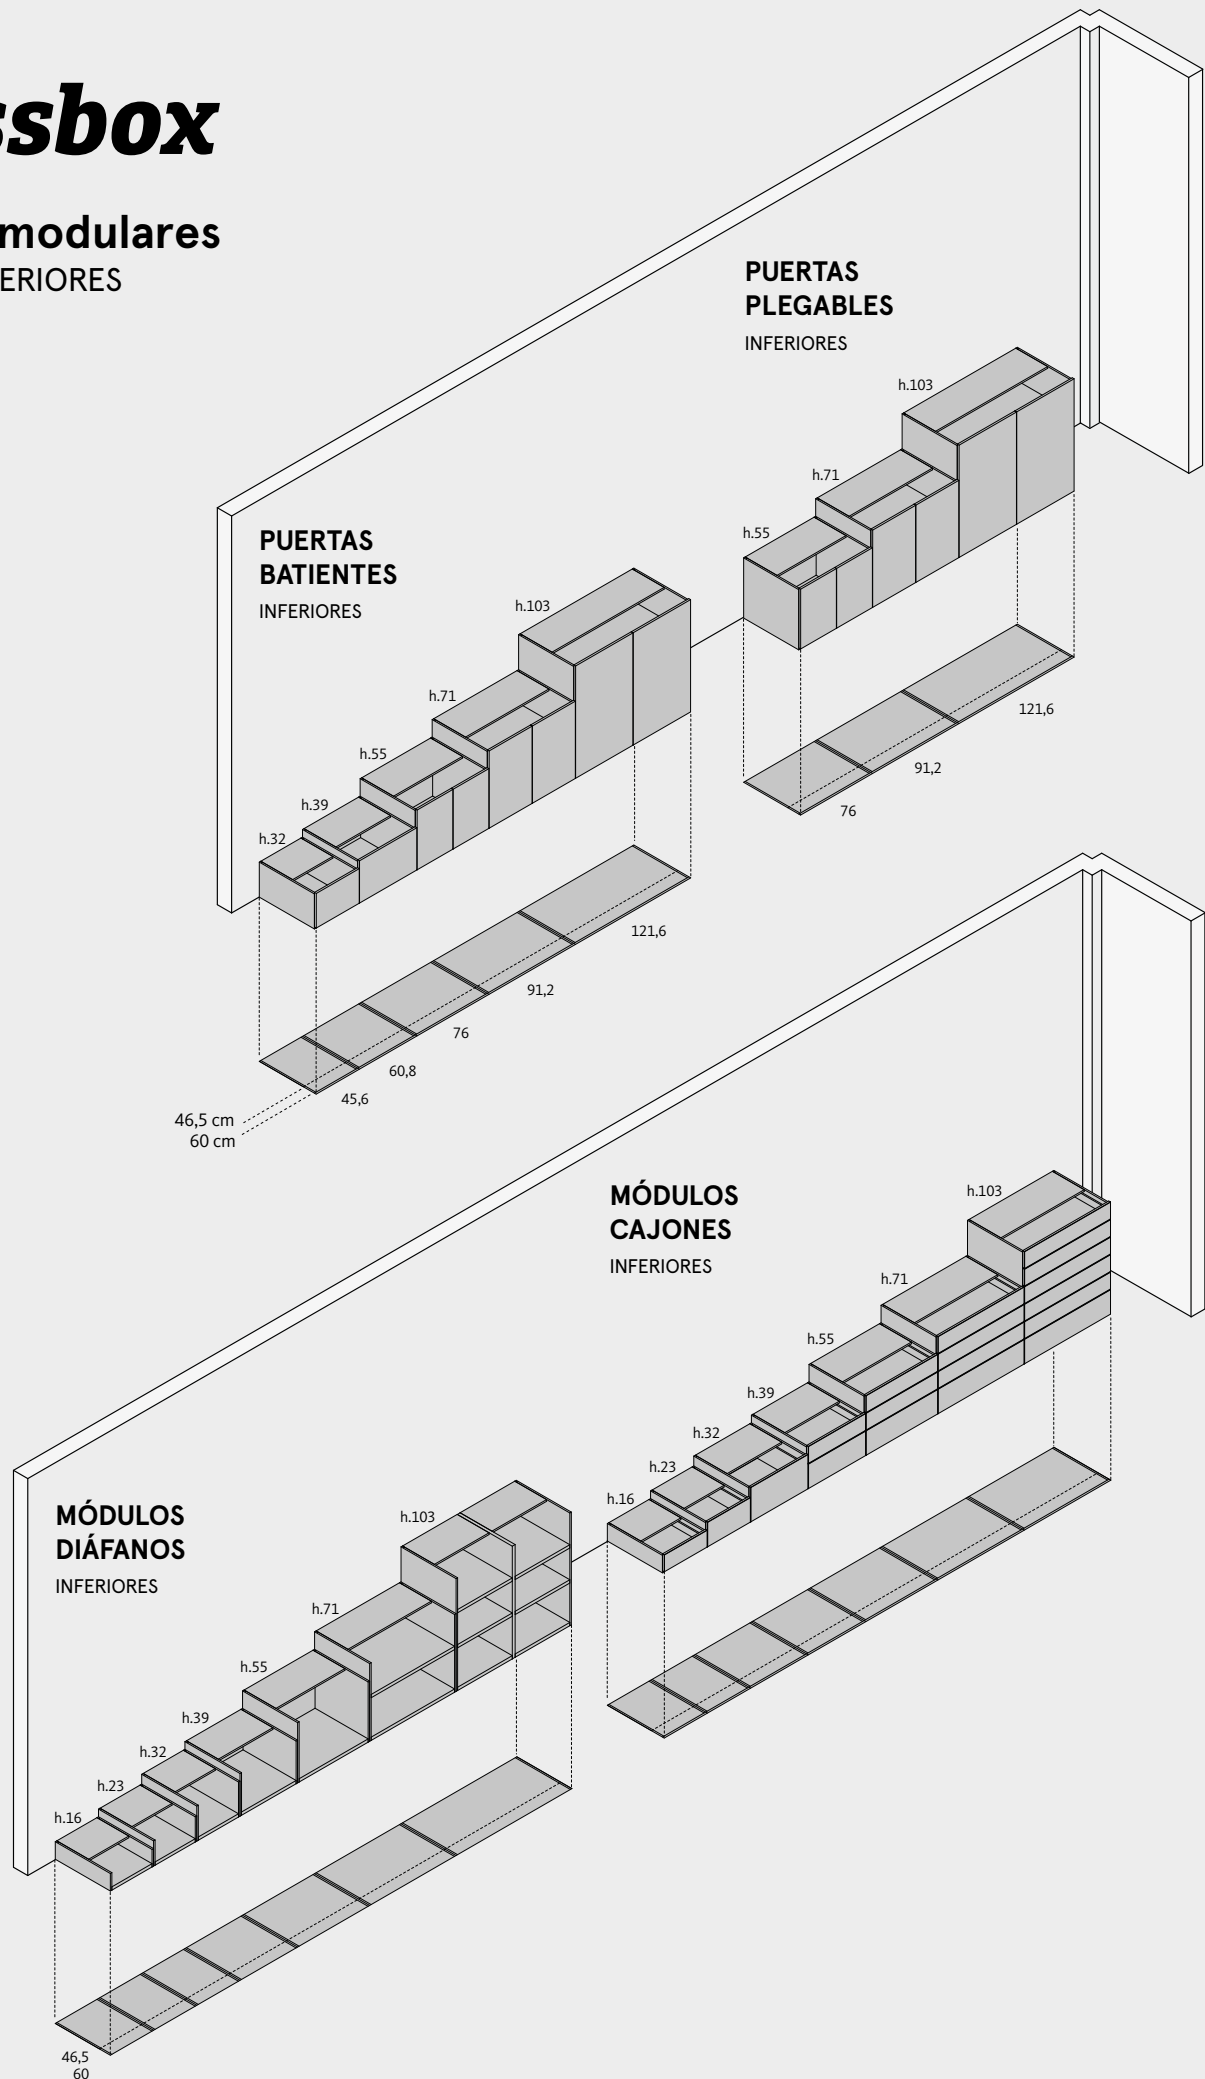 ssbox
modulares
ERIORES
PUERTAS
PLEGABLES
INFERIORES
h.103
h.71
h.55
121,6
91,2
76
PUERTAS
BATIENTES
INFERIORES
h.103
h.71
h.55
h.39
h.32
121,6
91,2
76
60,8
45,6
46,5 cm
60 cm
MÓDULOS
CAJONES
INFERIORES
h.103
h.71
h.55
h.39
h.32
h.23
h.16
MÓDULOS
DIÁFANOS
INFERIORES
h.103
h.71
h.55
h.39
h.32
h.23
h.16
46,5
60